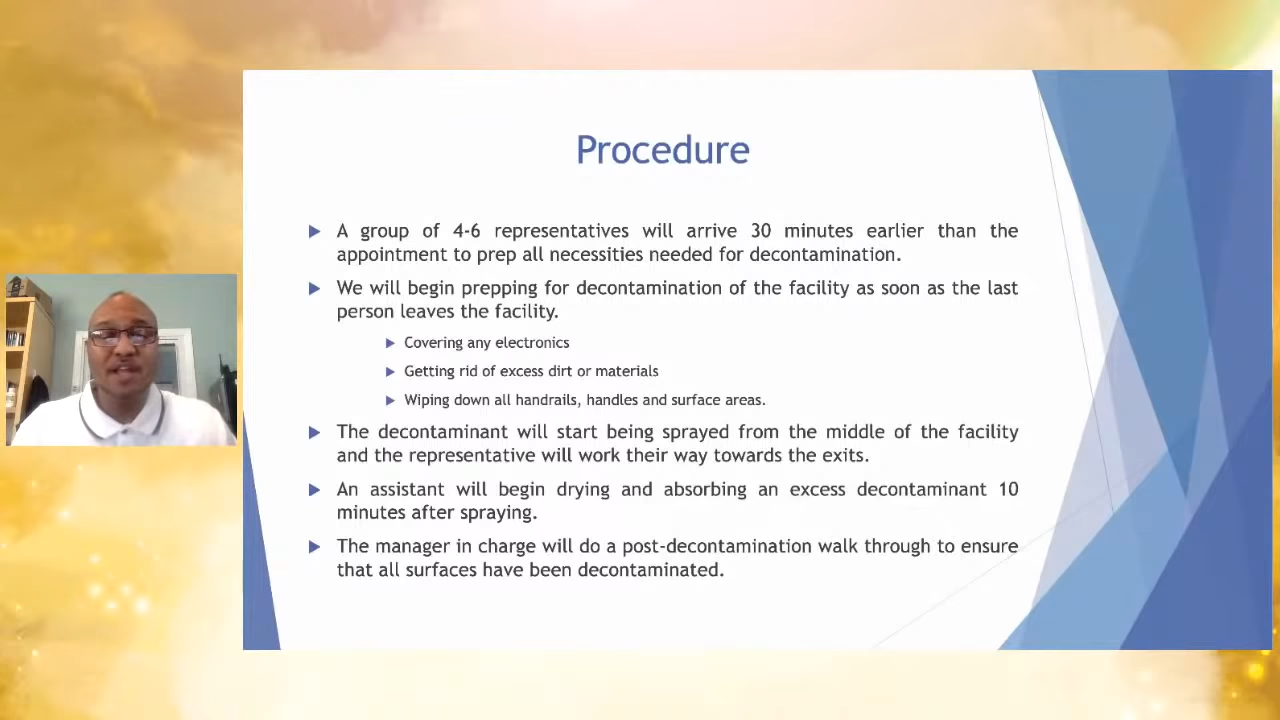 Procedure
A group of 4-6 representatives will arrive 30 minutes earlier than the
appointment to prep all necessities needed for decontamination.
We will begin prepping for decontamination of the facility as soon as the last
person leaves the facility.
Covering any electronics
Getting rid of excess dirt or materials
Wiping down all handrails, handles and surface areas.
The decontaminant will start being sprayed from the middle of the facility
and the representative will work their way towards the exits.
An assistant will begin drying and absorbing an excess decontaminant 10
minutes after spraying.
The manager in charge will do a post-decontamination walk through to ensure
that all surfaces have been decontaminated.